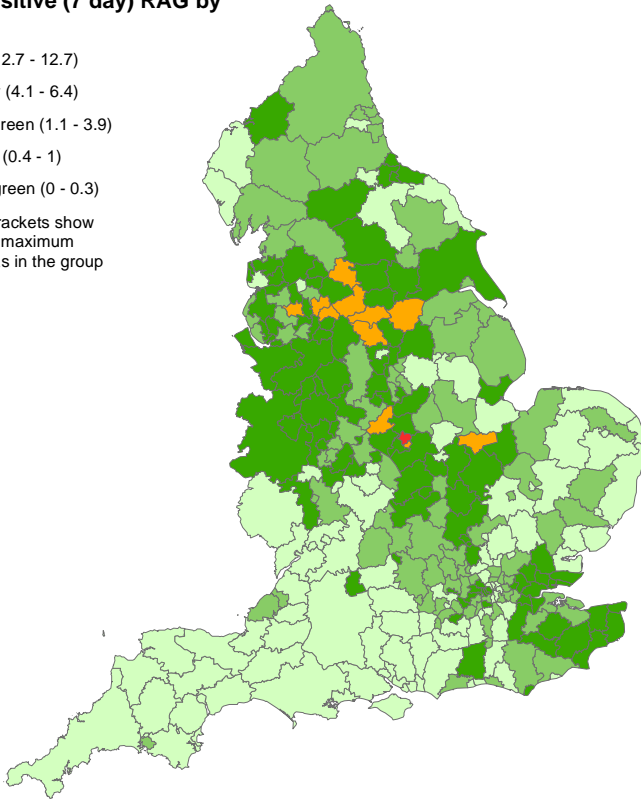 sitive (7 day) RAG by
2.7 - 12.7)
(4.1 - 6.4)
reen (1.1 - 3.9)
(0.4 - 1)
green (0 - 0.3)
rackets show
maximum
s in the group